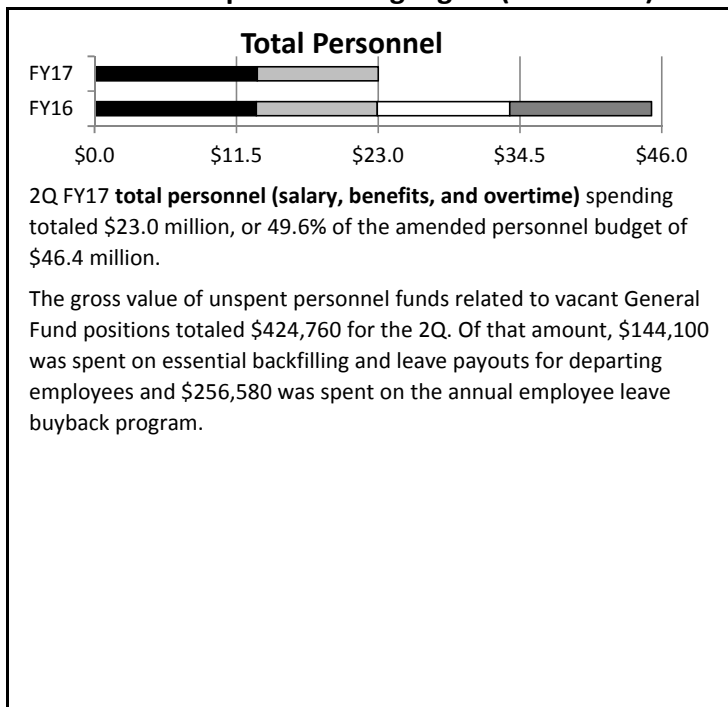 Total Personnel
FY17
FY16
$0.0 $11.5 $23.0 $34.5 $46.0
2Q FY17 total personnel (salary, benefits, and overtime) spending
totaled $23.0 million, or 49.6% of the amended personnel budget of
$46.4 million.
The gross value of unspent personnel funds related to vacant General
Fund positions totaled $424,760 for the 2Q. Of that amount, $144,100
was spent on essential backfilling and leave payouts for departing
employees and $256,580 was spent on the annual employee leave
buyback program.